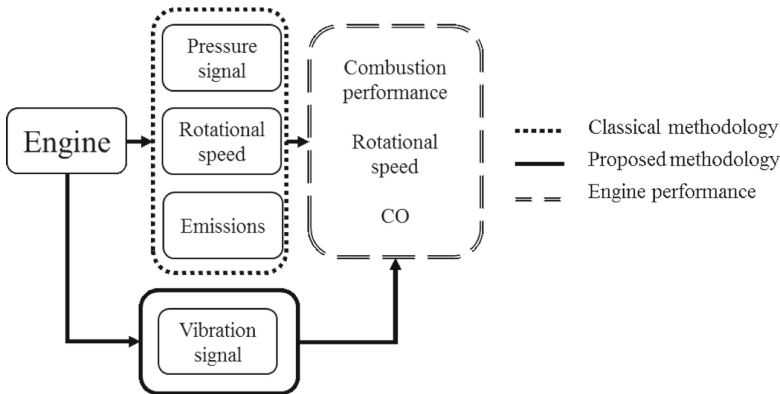 Engine
Pressure
signal
Rotational
speed
Emissions
Vibration
signal
Combustion
performance
Rotational
speed
CO
Classical methodology
Proposed methodology
Engine performance